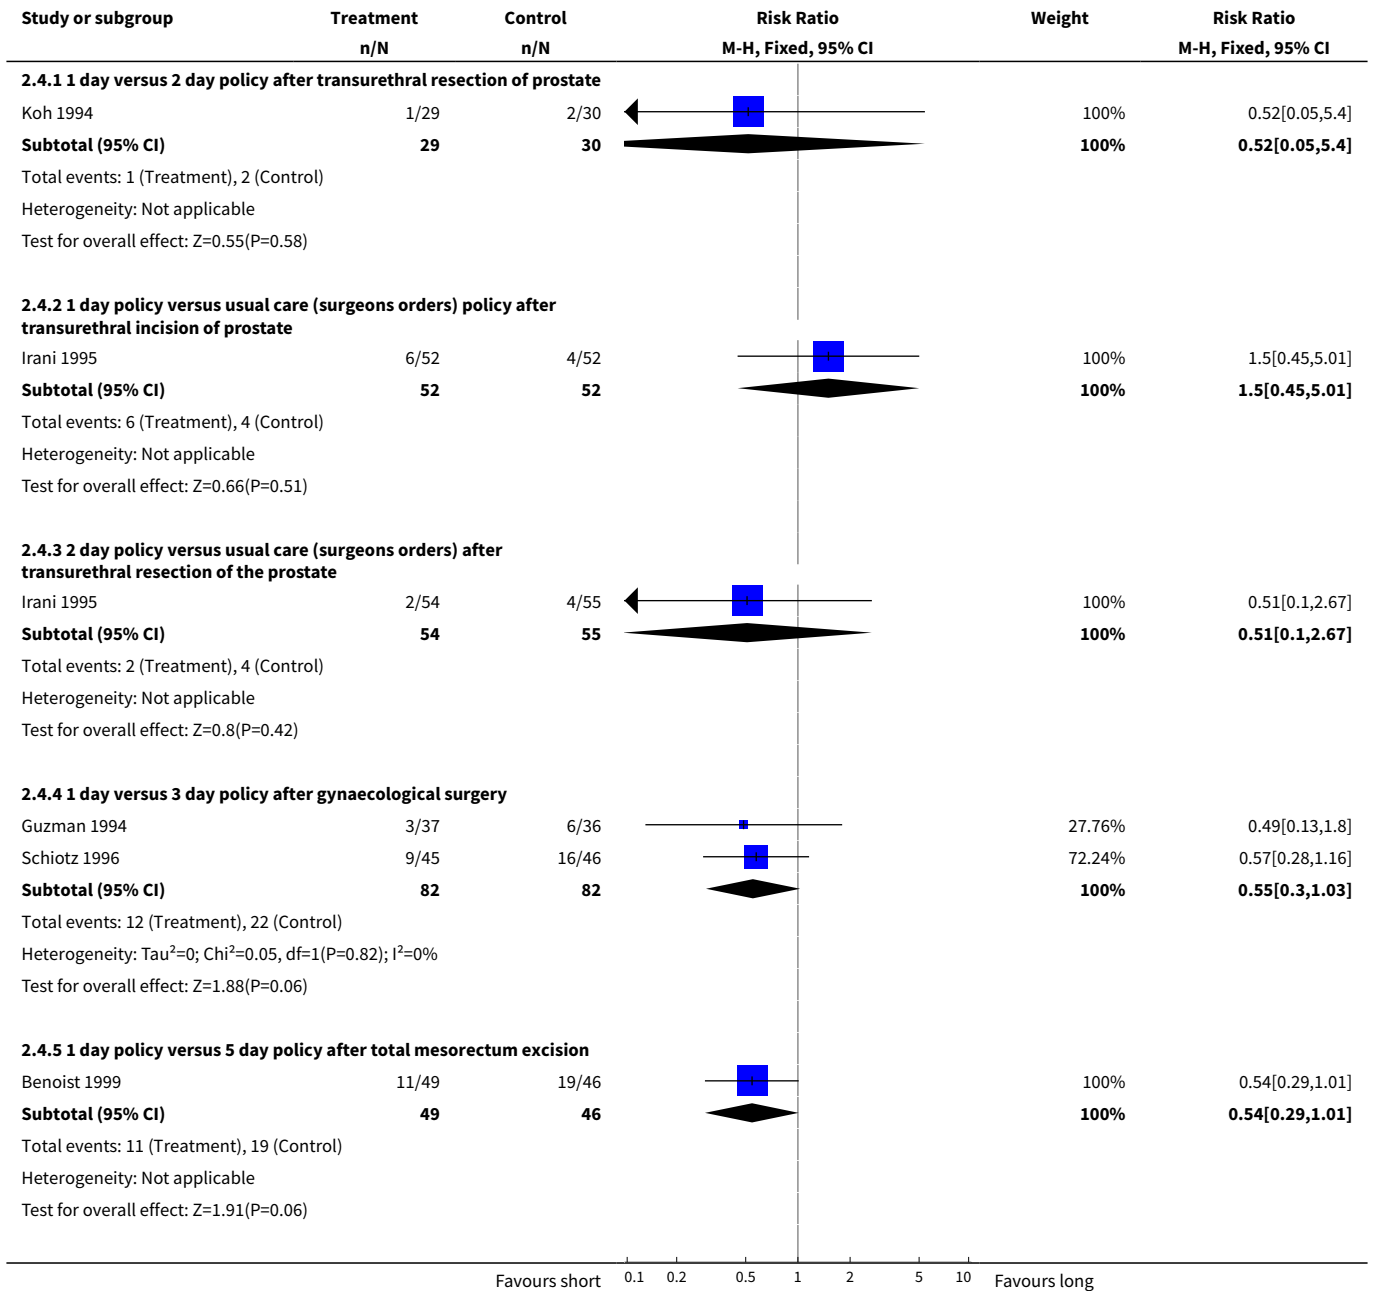 Study or subgroup Treatment Control Risk Ratio Weight Risk Ratio
n/N n/N M-H, Fixed, 95% CI M-H, Fixed, 95% CI
2.4.1 1 day versus 2 day policy after transurethral resection of prostate
Koh 1994 1/29 2/30 100% 0.52[0.05,5.4]
Subtotal (95% CI) 29 30 100% 0.52[0.05,5.4]
Total events: 1 (Treatment), 2 (Control)
Heterogeneity: Not applicable
Test for overall effect: Z=0.55(P=0.58)
2.4.2 1 day policy versus usual care (surgeons orders) policy after
transurethral incision of prostate
Irani 1995 6/52 4/52 100% 1.5[0.45,5.01]
Subtotal (95% CI) 52 52 100% 1.5[0.45,5.01]
Total events: 6 (Treatment), 4 (Control)
Heterogeneity: Not applicable
Test for overall effect: Z=0.66(P=0.51)
2.4.3 2 day policy versus usual care (surgeons orders) after
transurethral resection of the prostate
Irani 1995 2/54 4/55 100% 0.51[0.1,2.67]
Subtotal (95% CI) 54 55 100% 0.51[0.1,2.67]
Total events: 2 (Treatment), 4 (Control)
Heterogeneity: Not applicable
Test for overall effect: Z=0.8(P=0.42)
2.4.4 1 day versus 3 day policy after gynaecological surgery
Guzman 1994 3/37 6/36 27.76% 0.49[0.13,1.8]
Schiotz 1996 9/45 16/46 72.24% 0.57[0.28,1.16]
Subtotal (95% CI) 82 82 100% 0.55[0.3,1.03]
Total events: 12 (Treatment), 22 (Control)
Heterogeneity: Tau²=0; Chi²=0.05, df=1(P=0.82); I²=0%
Test for overall effect: Z=1.88(P=0.06)
2.4.5 1 day policy versus 5 day policy after total mesorectum excision
Benoist 1999 11/49 19/46 100% 0.54[0.29,1.01]
Subtotal (95% CI) 49 46 100% 0.54[0.29,1.01]
Total events: 11 (Treatment), 19 (Control)
Heterogeneity: Not applicable
Test for overall effect: Z=1.91(P=0.06)
Favours short 0.1 0.2 0.5 1 2 5 10 Favours long